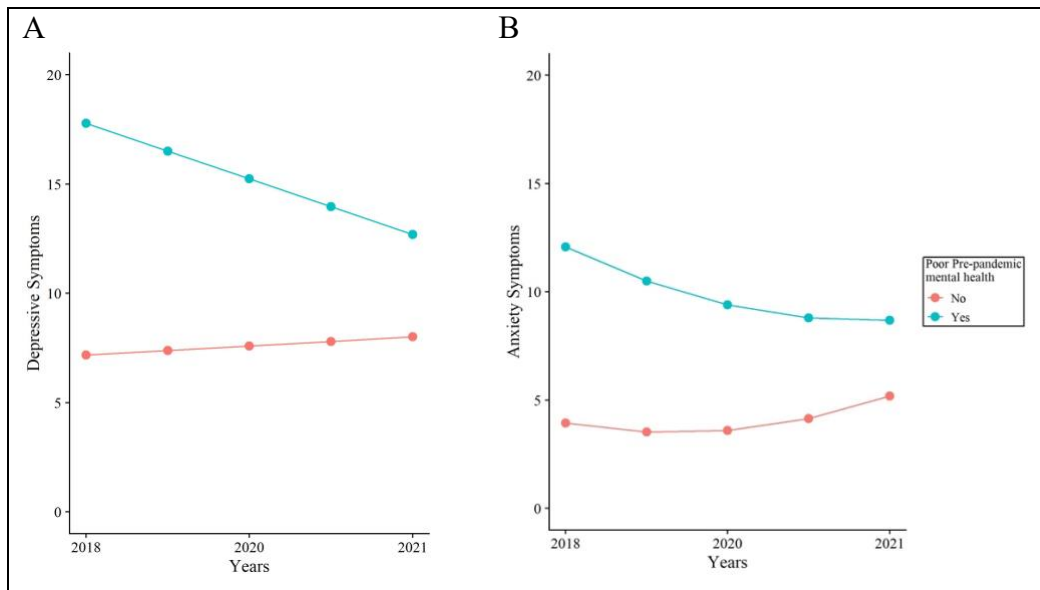 A
20
15
10
5
0
Depressive Symptoms
2018
2020
2021
Years
B
20
15
10
5
0
Anxiety Symptoms
2018
2020
2021
Years
Poor Pre-pandemic
mental health
No
Yes